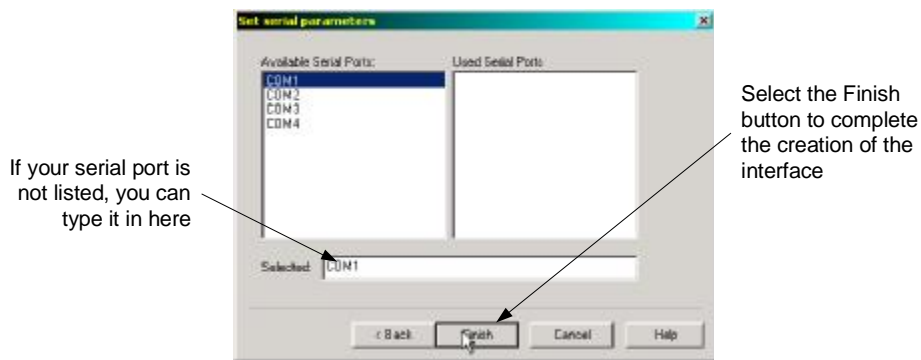 Set serial parameters
Available Serial Ports:
Used Serial Ports
COM1
COM2
COM3
COM4
Select the Finish
button to complete
the creation of the
interface
If your serial port is
not listed, you can
type it in here
Selected: COM1
< Back
Finish
Cancel
Help